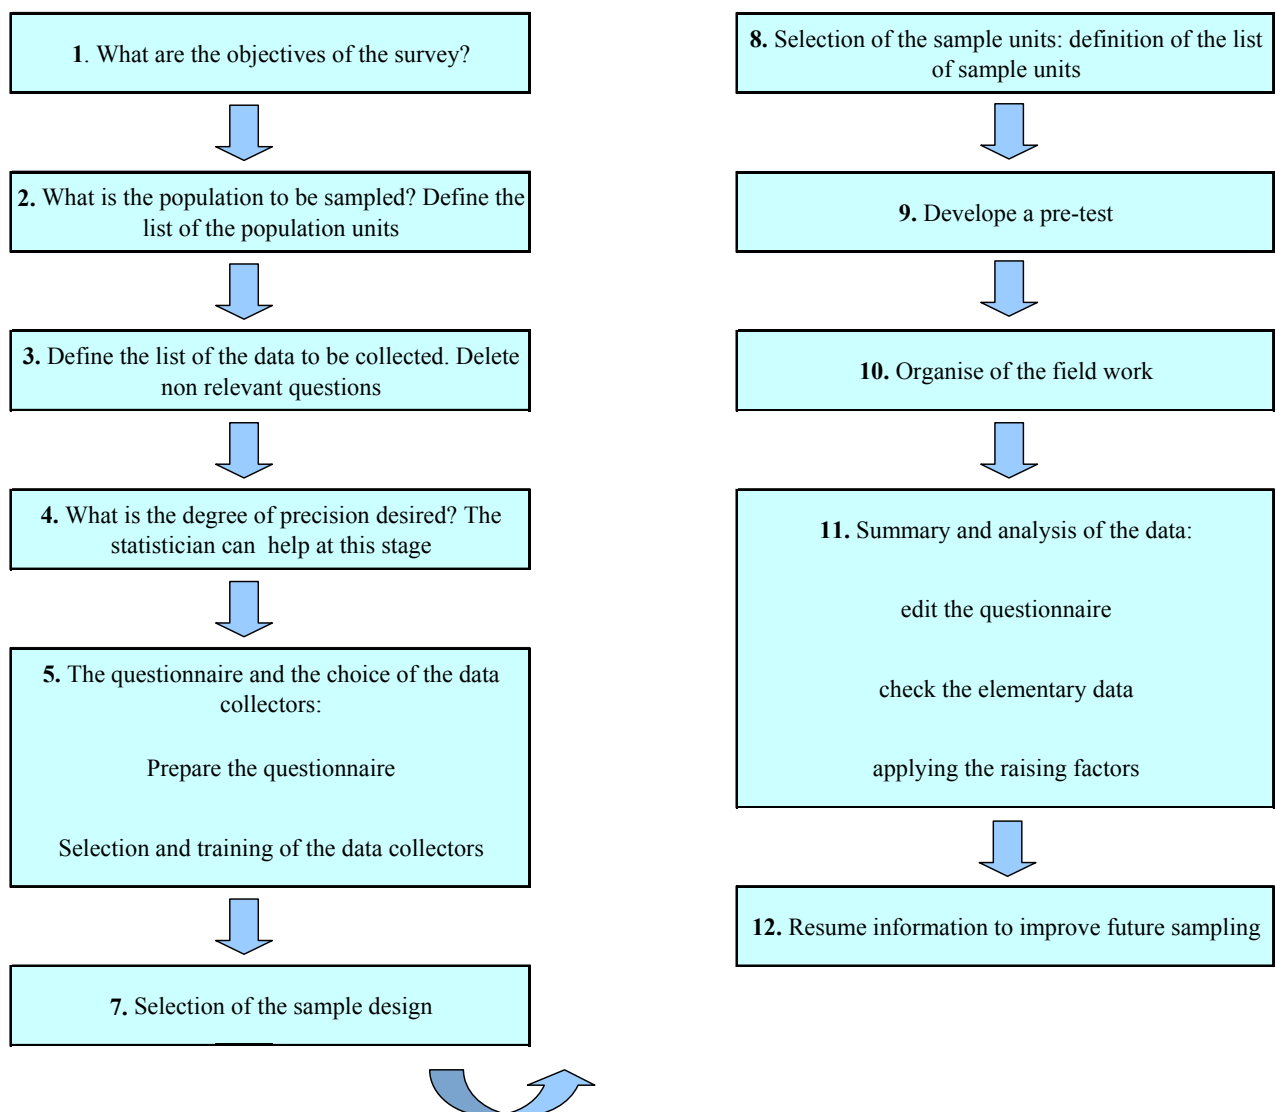 1. What are the objectives of the survey?
2. What is the population to be sampled? Define the
list of the population units
3. Define the list of the data to be collected. Delete
non relevant questions
4. What is the degree of precision desired? The
statistician can  help at this stage
5. The questionnaire and the choice of the data
collectors:
Prepare the questionnaire
Selection and training of the data collectors
7. Selection of the sample design
8. Selection of the sample units: definition of the list
of sample units
9. Develope a pre-test
10. Organise of the field work
11. Summary and analysis of the data:
edit the questionnaire
check the elementary data
applying the raising factors
12. Resume information to improve future sampling